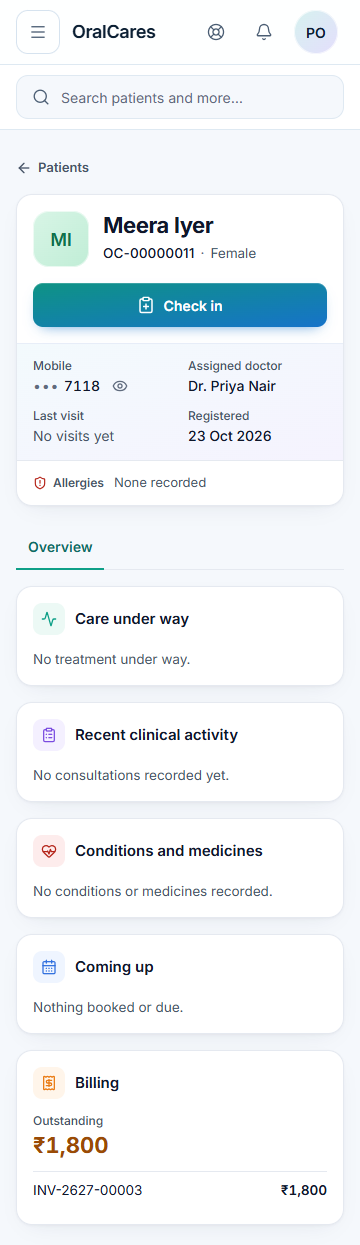 OralCares
PO
Search patients and more...
Patients
MI
Meera Iyer
OC-00000011 · Female
Check in
Mobile
Assigned doctor
••• 7118
Dr. Priya Nair
Last visit
Registered
No visits yet
23 Oct 2026
Allergies None recorded
Overview
Care under way
No treatment under way.
Recent clinical activity
No consultations recorded yet.
Conditions and medicines
No conditions or medicines recorded.
Coming up
Nothing booked or due.
Billing
Outstanding
₹1,800
INV-2627-00003 ₹1,800